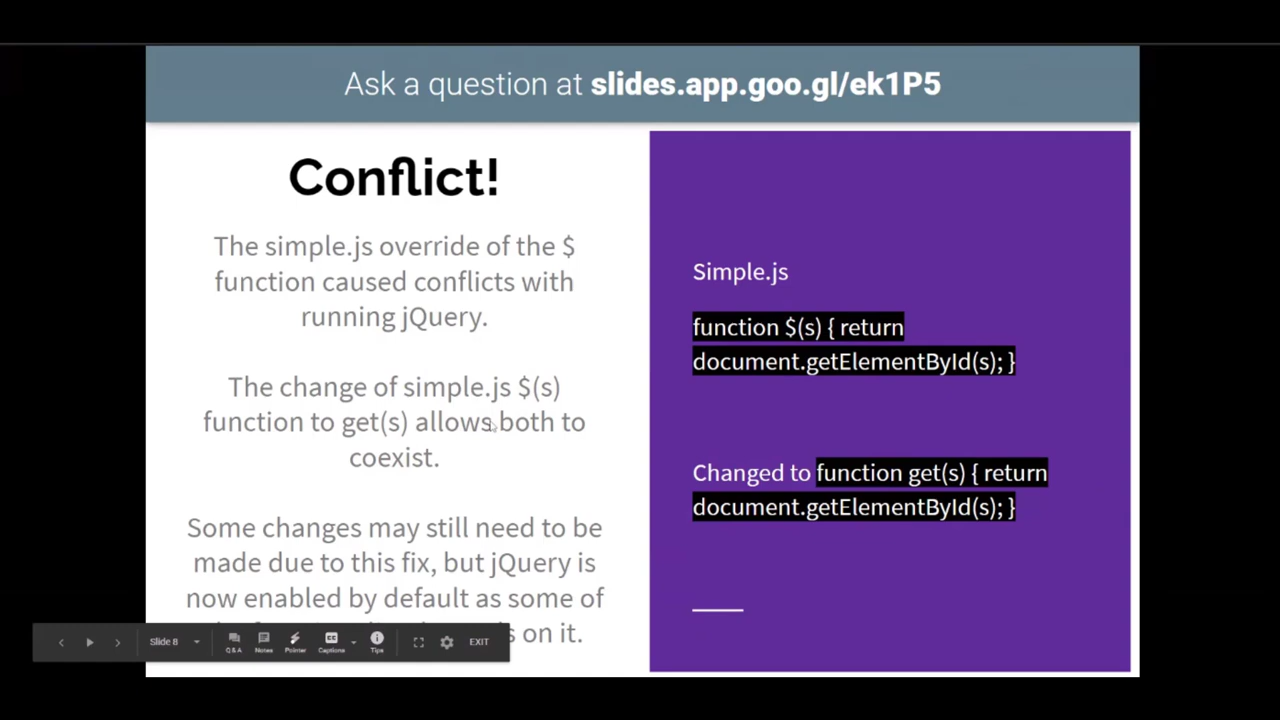 Ask a question at slides.app.goo.gl/ek1P5
Conflict!
The simple.js override of the $
function caused conflicts with
running jQuery.
The change of simple.js $(s)
function to get(s) allows both to
coexist.
Some changes may still need to be
made due to this fix, but jQuery is
now enabled by default as some of
on it.
Simple.js
function $(s) { return
document.getElementById(s); }
Changed to function get(s) { return
document.getElementById(s); }
Slide 8
Q&A
Notes
Pointer
Captions
Tips
EXIT